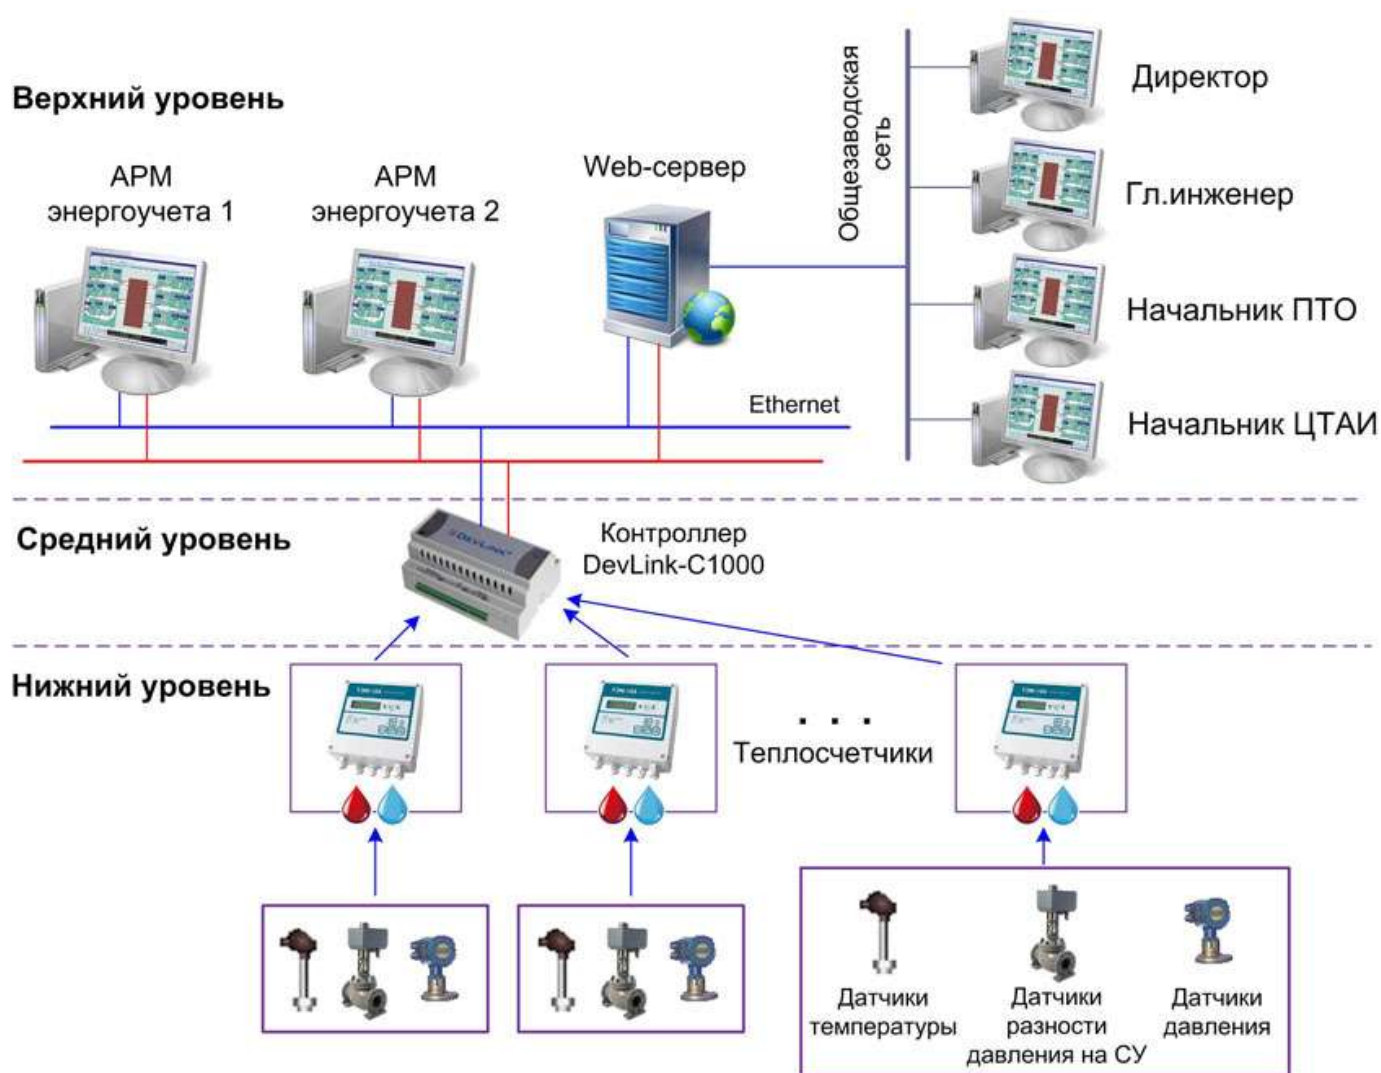 Верхний уровень
АРМ
энергоучета 1
АРМ
энергоучета 2
Web-сервер
Общезаводская
сеть
Директор
Гл.инженер
Начальник ПТО
Начальник ЦТАИ
Ethernet
Средний уровень
DEVLINK
Контроллер
DevLink-C1000
Нижний уровень
. . .
Теплосчетчики
Датчики
температуры
Датчики
разности
давления на СУ
Датчики
давления